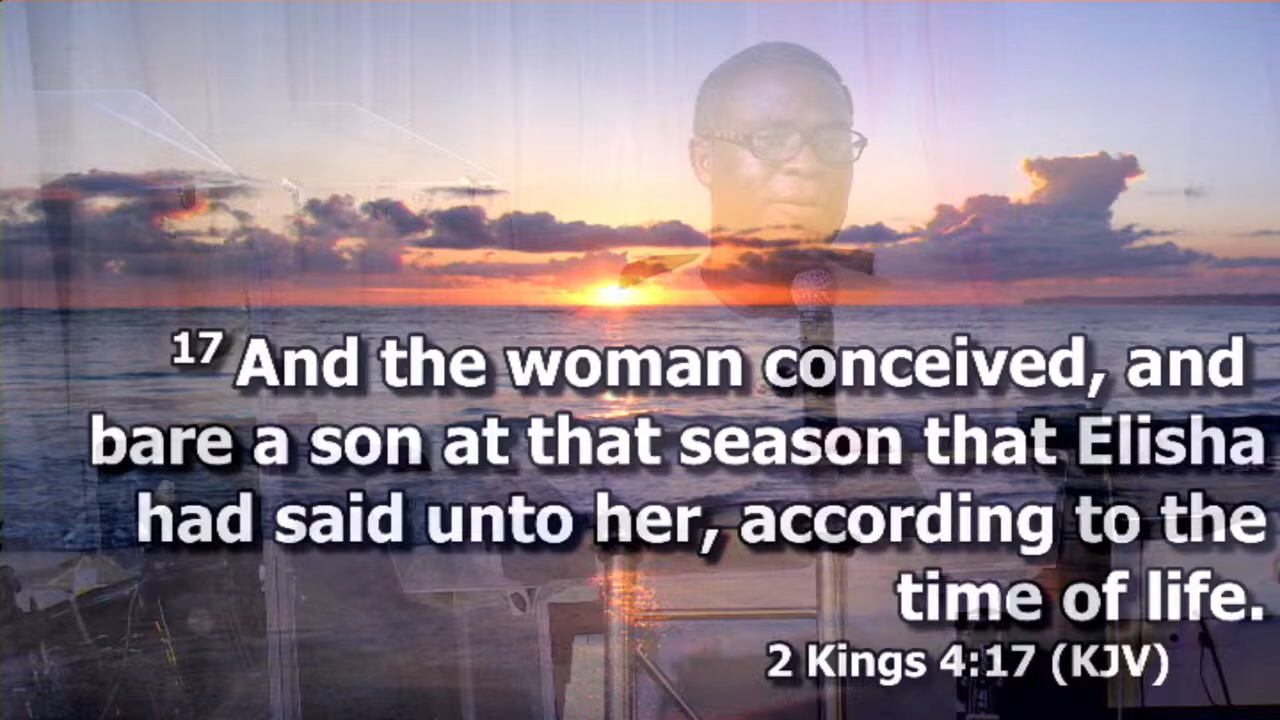 17 And the woman conceived, and
bare a son at that season that Elisha
had said unto her, according to the
time of life.
2 Kings 4:17 (KJV)